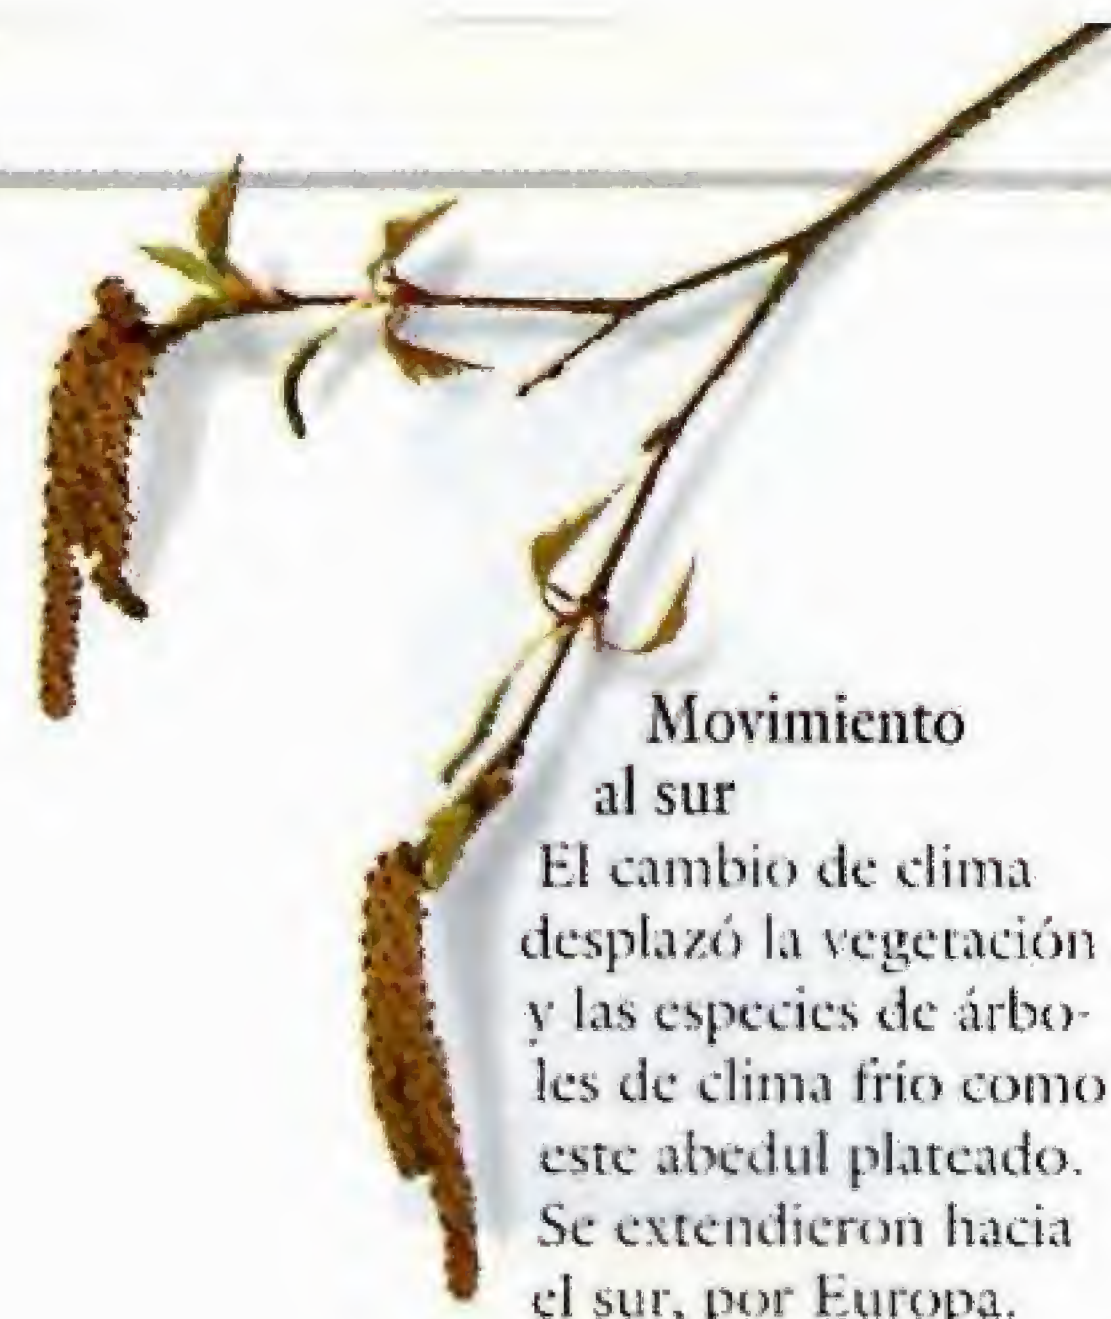 Movimiento
al sur
El cambio de clima
desplazó la vegetación
y las especies de árbo-
les de clima frío como
este abedul plateado.
Se extendieron hacia
el sur, por Europa.